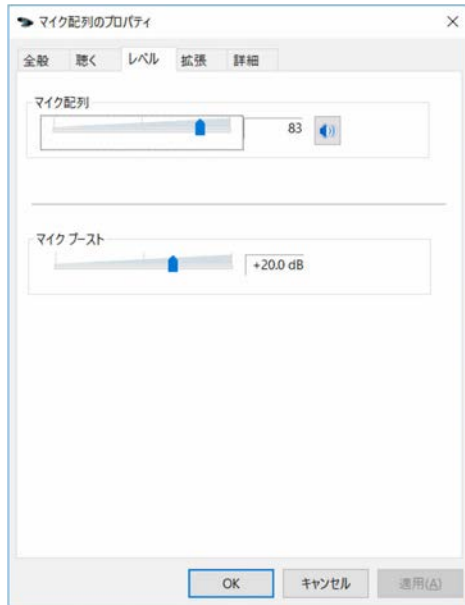 マイク配列のプロパティ
全般 聴く レベル 拡張 詳細
マイク配列
83
マイク ブースト
+20.0 dB
OK キャンセル 適用(A)